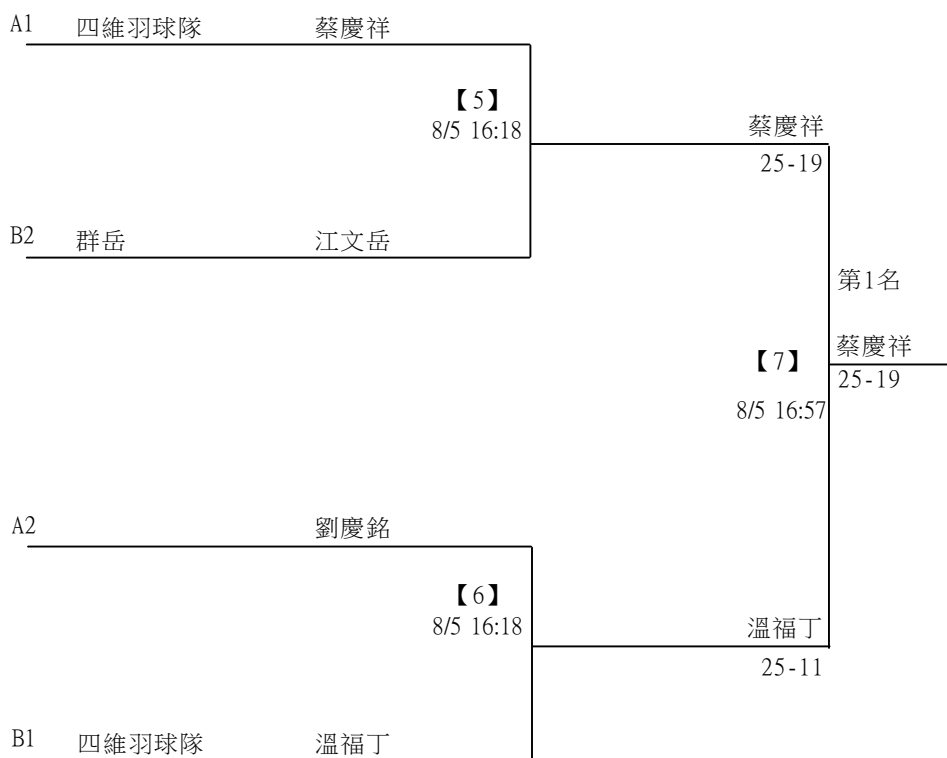 A1 四維羽球隊 蔡慶祥
【5】
8/5 16:18
蔡慶祥
25-19
B2 群岳 江文岳
第1名
蔡慶祥
【7】
25-19
8/5 16:57
A2 劉慶銘
【6】
8/5 16:18
溫福丁
25-11
B1 四維羽球隊 溫福丁